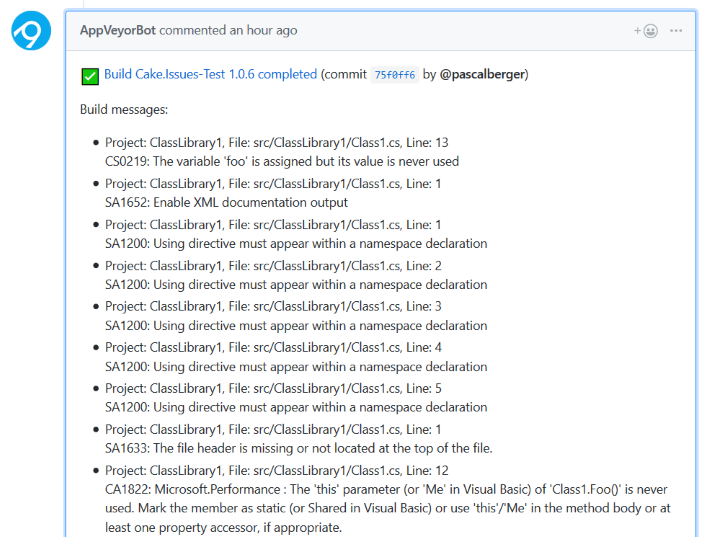 AppVeyorBot commented an hour ago
Build Cake.Issues-Test 1.0.6 completed (commit 75f0ff6 by @pascalberger)
Build messages:
Project: ClassLibrary1, File: src/ClassLibrary1/Class1.cs, Line: 13
CS0219: The variable 'foo' is assigned but its value is never used
Project: ClassLibrary1, File: src/ClassLibrary1/Class1.cs, Line: 1
SA1652: Enable XML documentation output
Project: ClassLibrary1, File: src/ClassLibrary1/Class1.cs, Line: 1
SA1200: Using directive must appear within a namespace declaration
Project: ClassLibrary1, File: src/ClassLibrary1/Class1.cs, Line: 2
SA1200: Using directive must appear within a namespace declaration
Project: ClassLibrary1, File: src/ClassLibrary1/Class1.cs, Line: 3
SA1200: Using directive must appear within a namespace declaration
Project: ClassLibrary1, File: src/ClassLibrary1/Class1.cs, Line: 4
SA1200: Using directive must appear within a namespace declaration
Project: ClassLibrary1, File: src/ClassLibrary1/Class1.cs, Line: 5
SA1200: Using directive must appear within a namespace declaration
Project: ClassLibrary1, File: src/ClassLibrary1/Class1.cs, Line: 1
SA1633: The file header is missing or not located at the top of the file.
Project: ClassLibrary1, File: src/ClassLibrary1/Class1.cs, Line: 12
CA1822: Microsoft.Performance : The 'this' parameter (or 'Me' in Visual Basic) of 'Class1.Foo()' is never
used. Mark the member as static (or Shared in Visual Basic) or use 'this'/'Me' in the method body or at
least one property accessor, if appropriate.